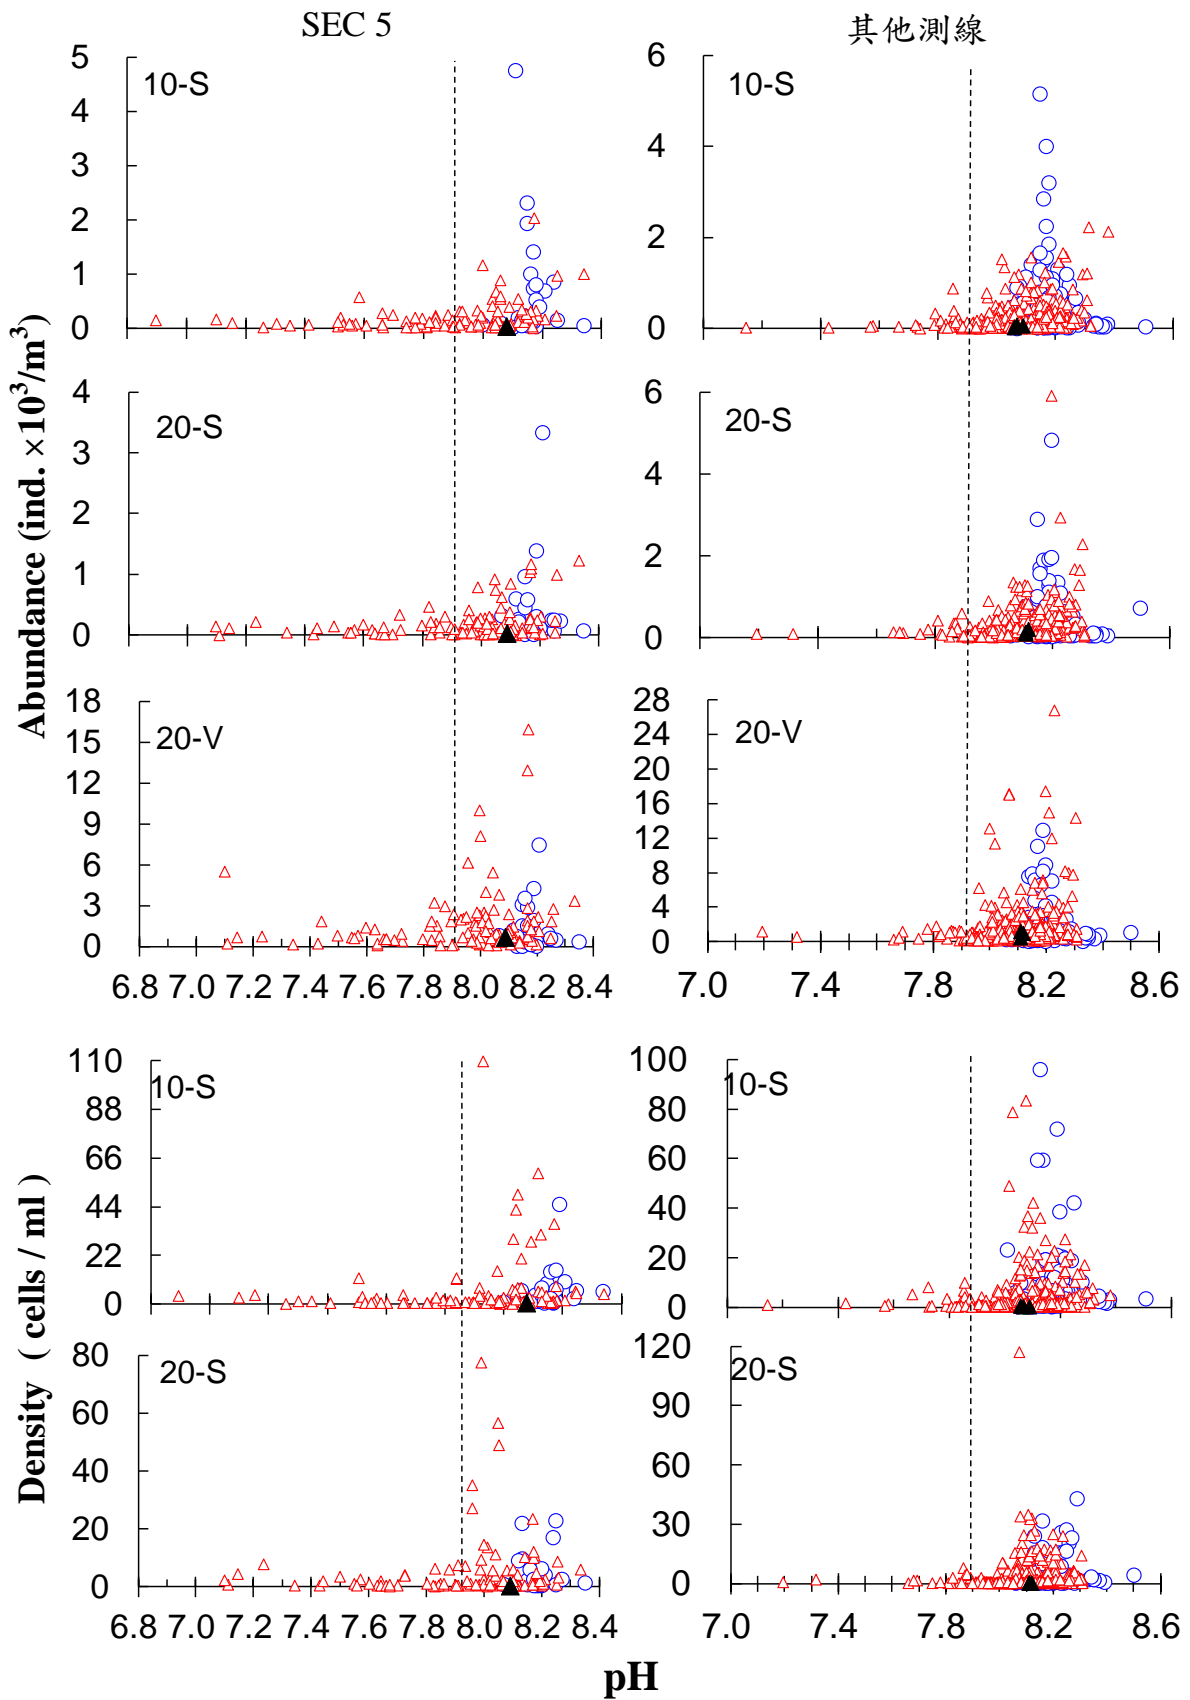 SEC 5
其他測線
5
4
3
2
1
0
10-S
6
4
2
0
10-S
4
3
2
1
0
20-S
6
4
2
0
20-S
18
15
12
9
6
3
0
20-V
28
24
20
16
12
8
4
0
20-V
6.8 7.0 7.2 7.4 7.6 7.8 8.0 8.2 8.4
7.0 7.4 7.8 8.2 8.6
Abundance (ind. ×10³/m³)
110
88
66
44
22
0
10-S
100
80
60
40
20
0
10-S
80
60
40
20
0
20-S
120
90
60
30
0
20-S
6.8 7.0 7.2 7.4 7.6 7.8 8.0 8.2 8.4
7.0 7.4 7.8 8.2 8.6
Density ( cells / ml )
pH